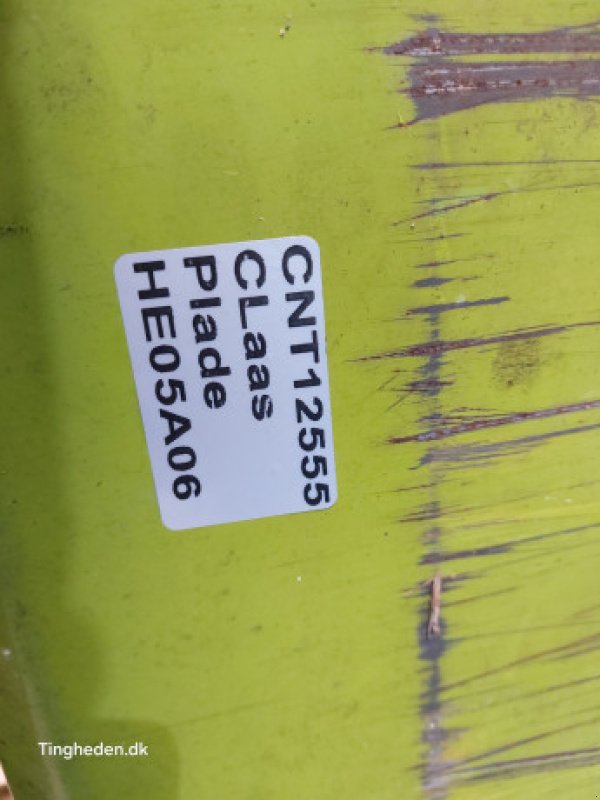 CNT12555
CLaas
Plade
HE05A06
Tingheden.dk